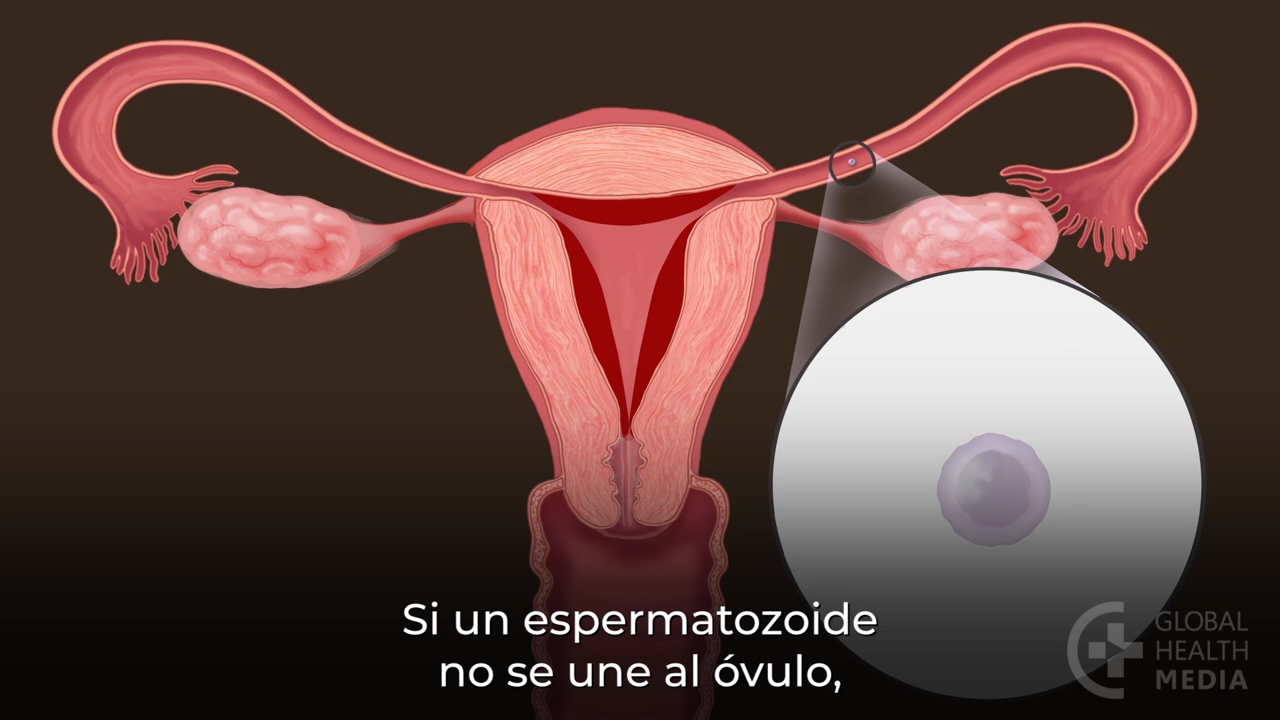 Si un espermatozoide
no se une al óvulo,
GLOBAL
HEALTH
MEDIA